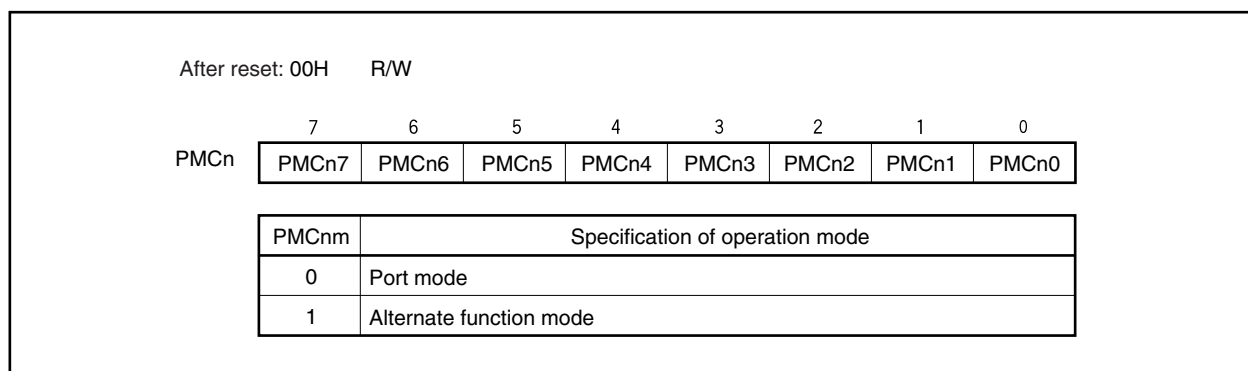 After reset: 00H R/W
7 6 5 4 3 2 1 0
PMCn PMCn7 PMCn6 PMCn5 PMCn4 PMCn3 PMCn2 PMCn1 PMCn0
PMCnm Specification of operation mode
0 Port mode
1 Alternate function mode